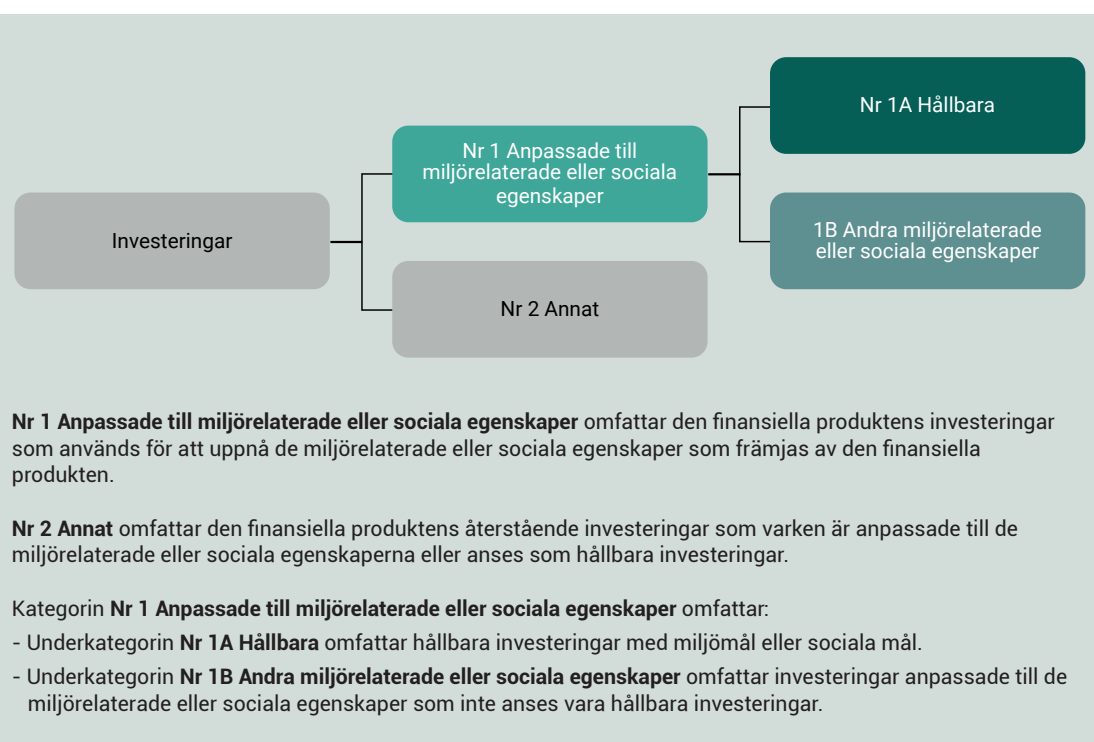 Nr 1A Hållbara
Nr 1 Anpassade till
miljörelaterade eller sociala
egenskaper
Investeringar
1B Andra miljörelaterade
eller sociala egenskaper
Nr 2 Annat
Nr 1 Anpassade till miljörelaterade eller sociala egenskaper omfattar den finansiella produktens investeringar
som används för att uppnå de miljörelaterade eller sociala egenskaper som främjas av den finansiella
produkten.
Nr 2 Annat omfattar den finansiella produktens återstående investeringar som varken är anpassade till de
miljörelaterade eller sociala egenskaperna eller anses som hållbara investeringar.
Kategorin Nr 1 Anpassade till miljörelaterade eller sociala egenskaper omfattar:
- Underkategorin Nr 1A Hållbara omfattar hållbara investeringar med miljömål eller sociala mål.
- Underkategorin Nr 1B Andra miljörelaterade eller sociala egenskaper omfattar investeringar anpassade till de
miljörelaterade eller sociala egenskaper som inte anses vara hållbara investeringar.